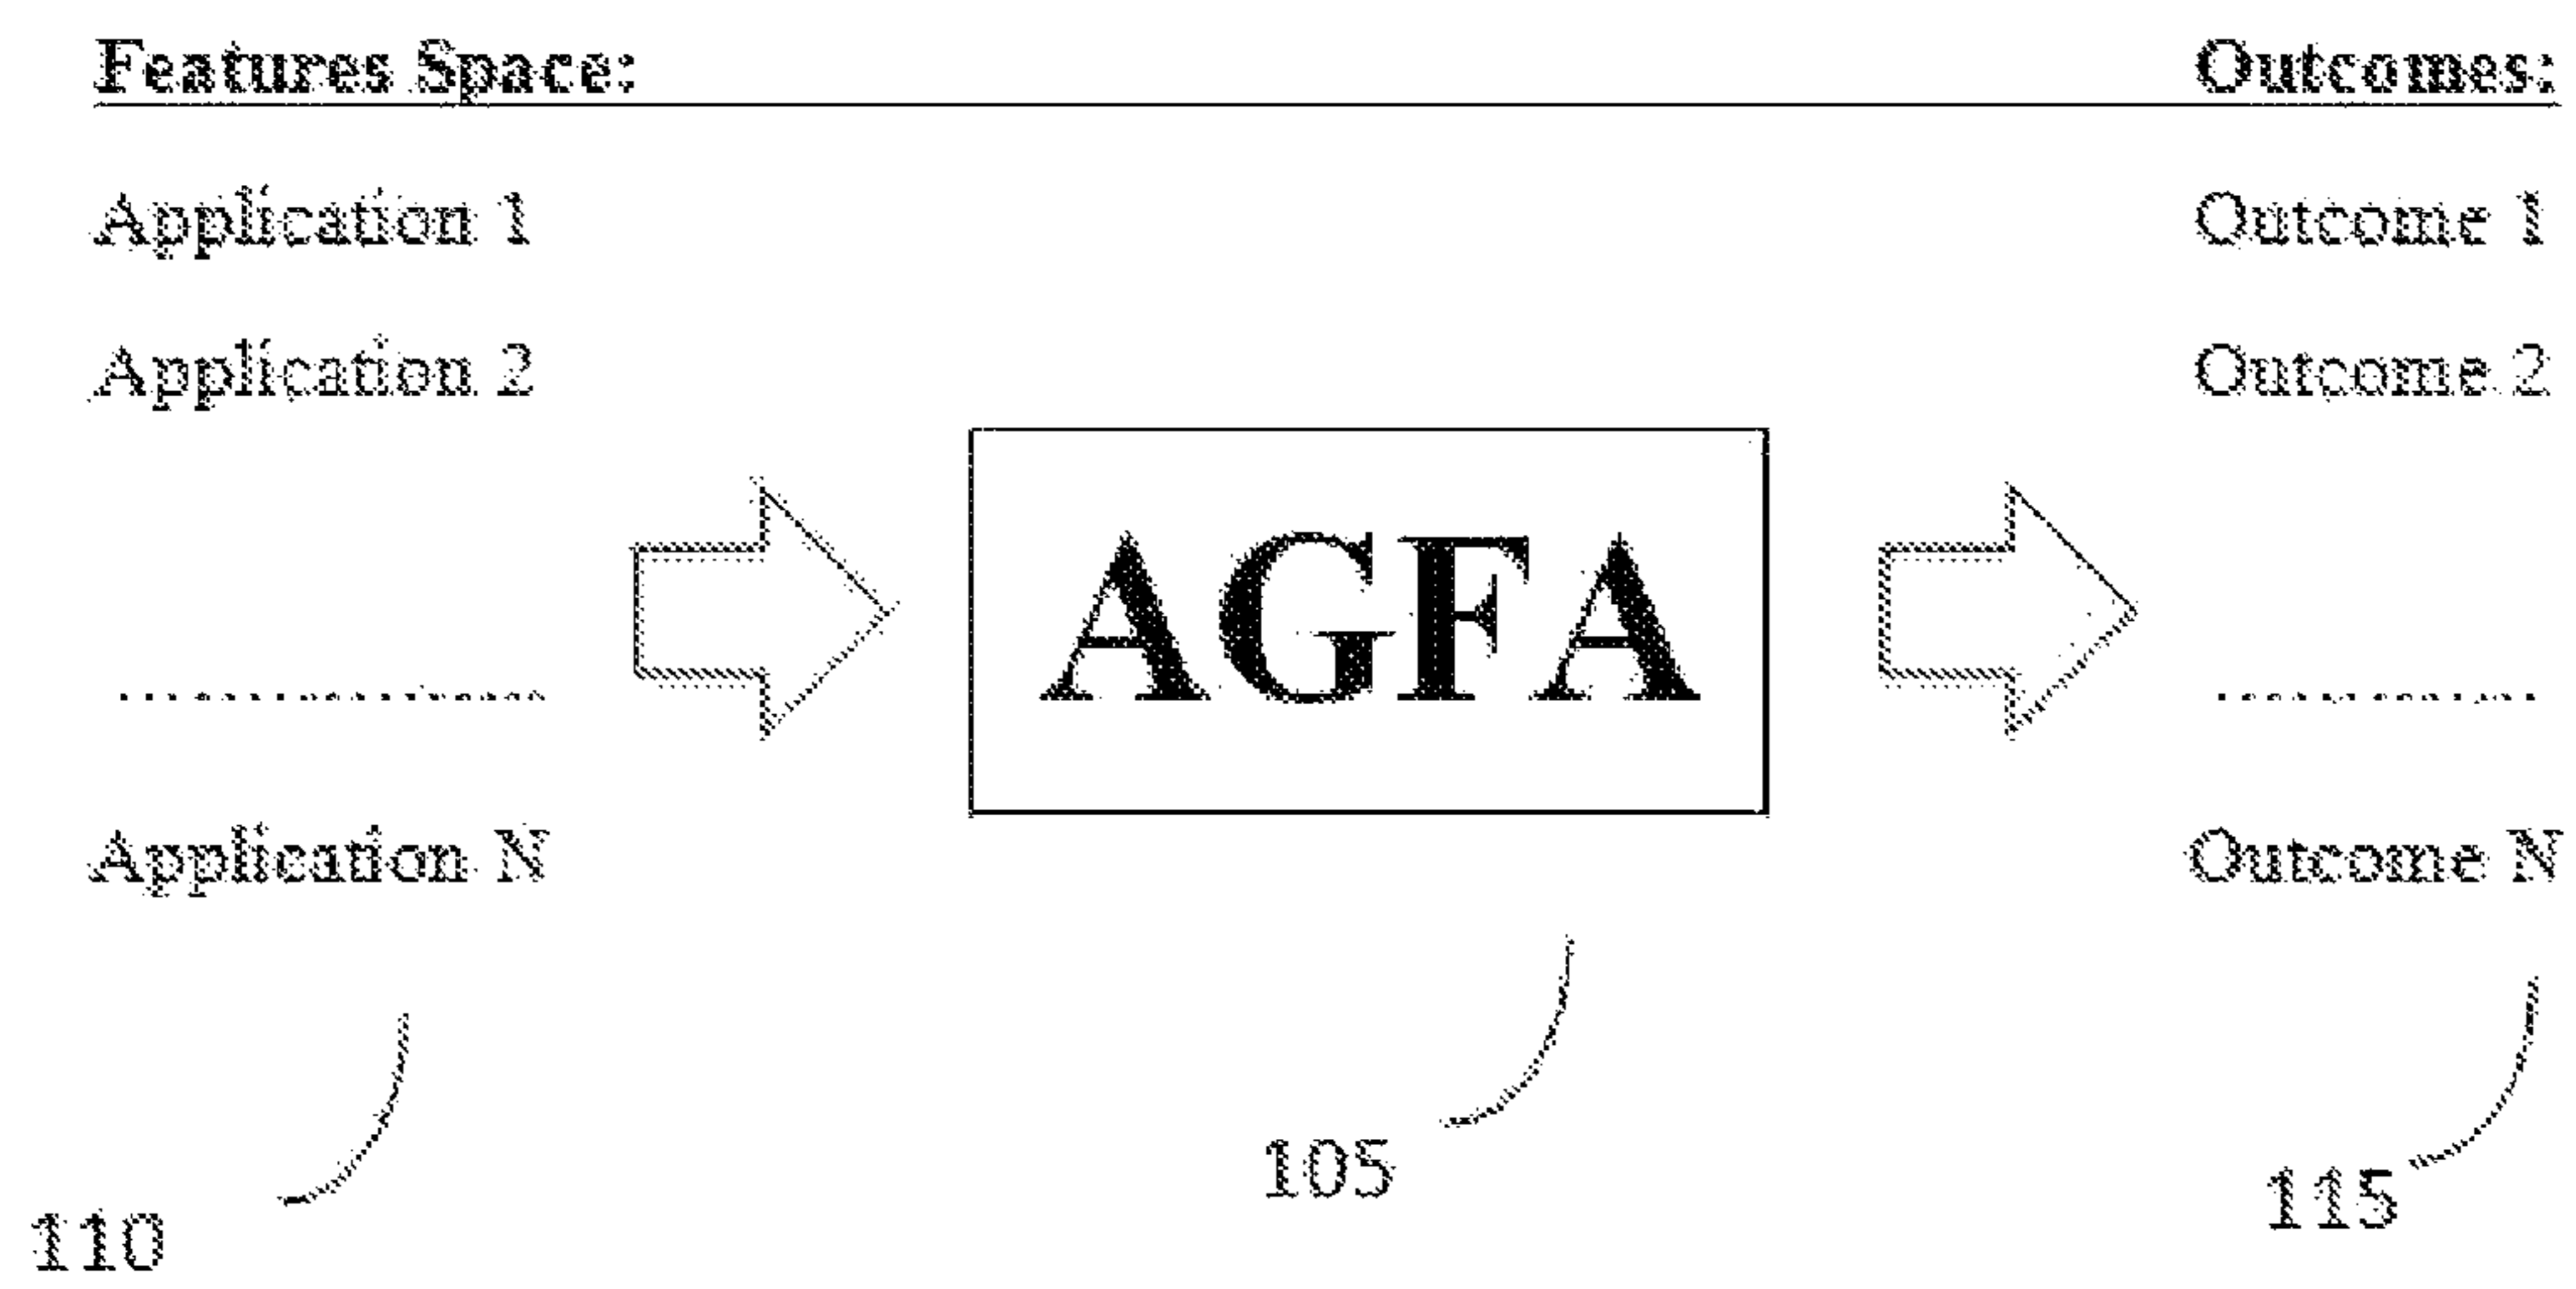 Features Space: Outcomes:
Application 1 Outcome 1
Application 2 Outcome 2
AGFA
................. .............
Application N Outcome N
105
115
110